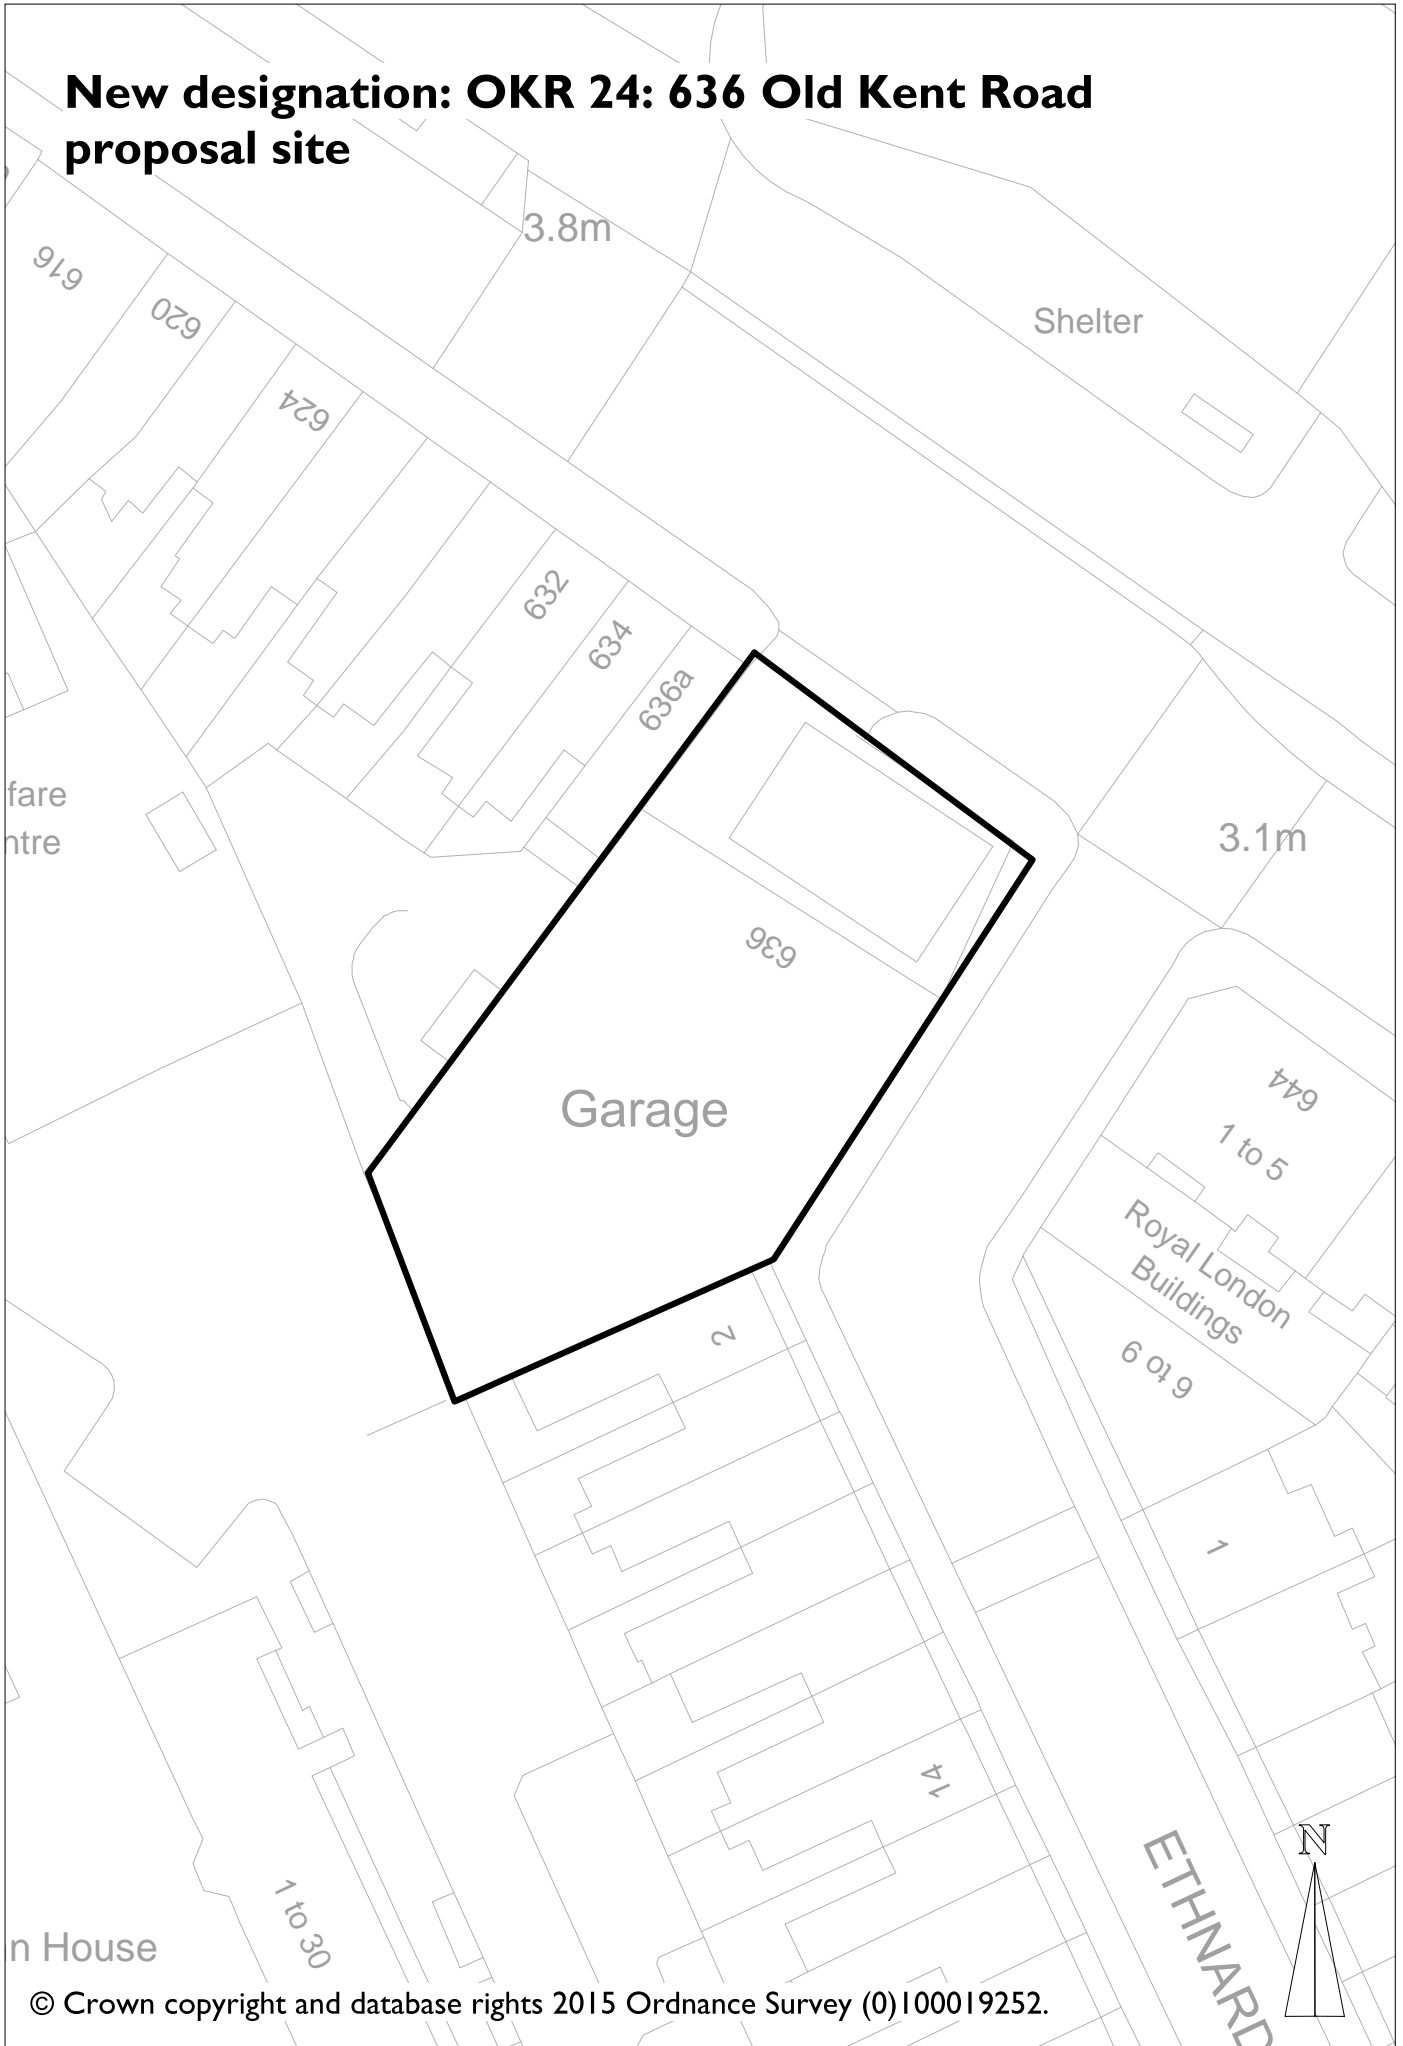 New designation: OKR 24: 636 Old Kent Road
proposal site
3.8m
616
620
Shelter
624
632
634
636a
fare
ntre
3.1m
636
Garage
644
1 to 5
Royal London
Buildings
2
6 to 9
1
14
ETHNARD
N
1 to 30
n House
© Crown copyright and database rights 2015 Ordnance Survey (0)100019252.